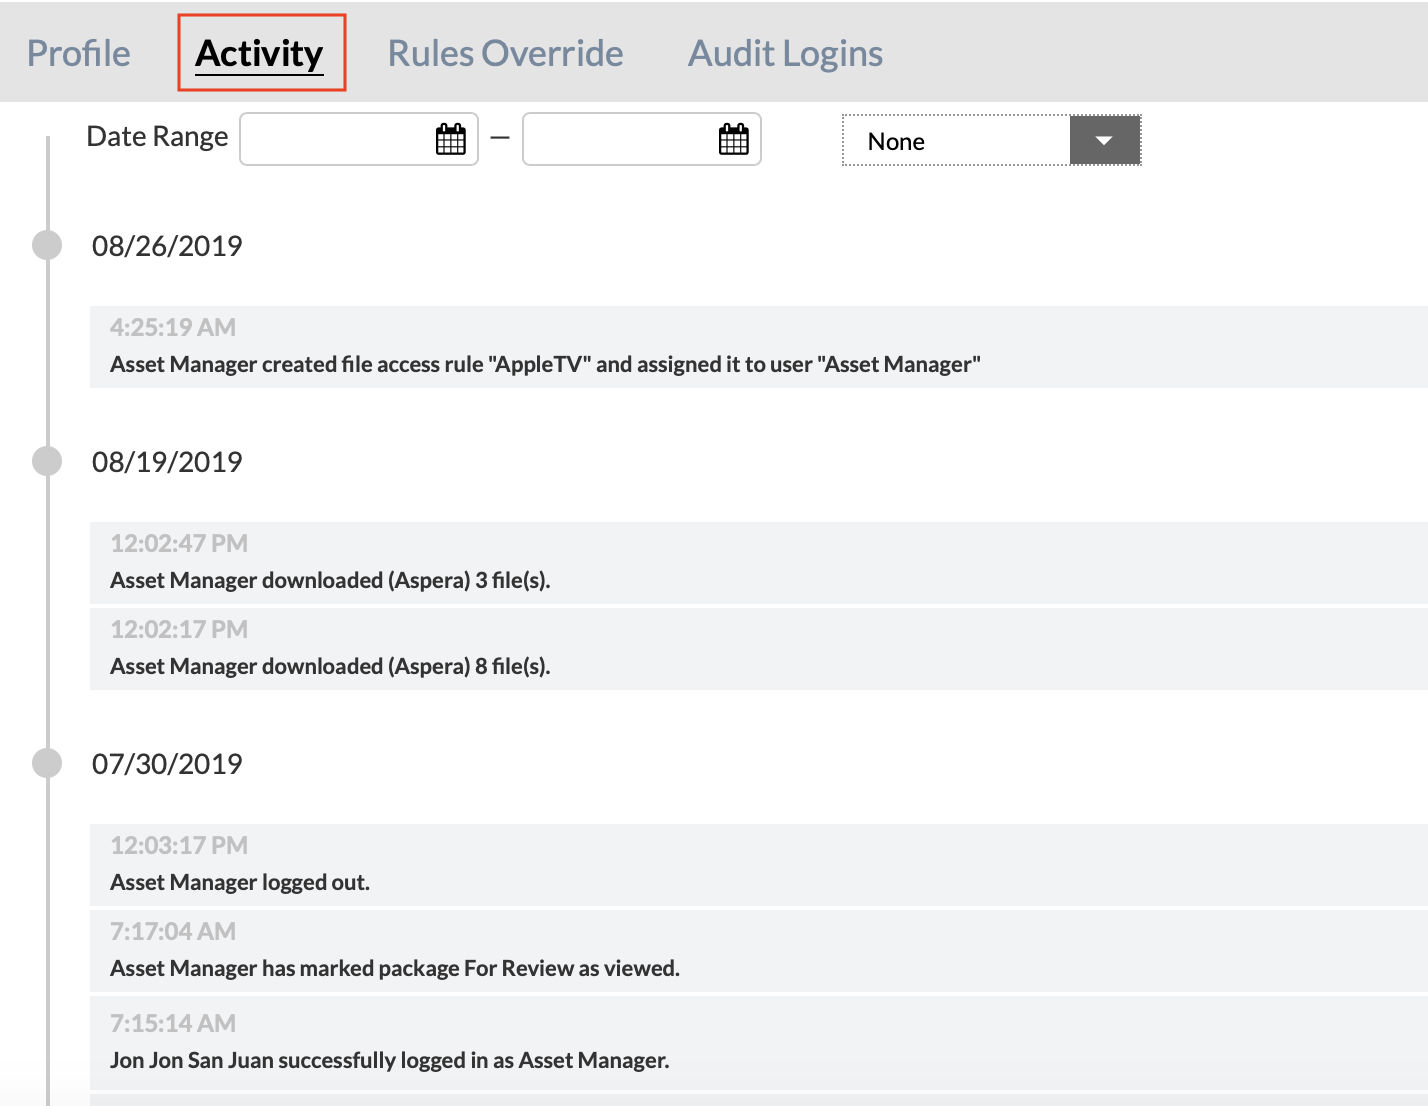 Profile Activity Rules Override Audit Logins
Date Range — None
08/26/2019
4:25:19 AM
Asset Manager created file access rule "AppleTV" and assigned it to user "Asset Manager"
08/19/2019
12:02:47 PM
Asset Manager downloaded (Aspera) 3 file(s).
12:02:17 PM
Asset Manager downloaded (Aspera) 8 file(s).
07/30/2019
12:03:17 PM
Asset Manager logged out.
7:17:04 AM
Asset Manager has marked package For Review as viewed.
7:15:14 AM
Jon Jon San Juan successfully logged in as Asset Manager.